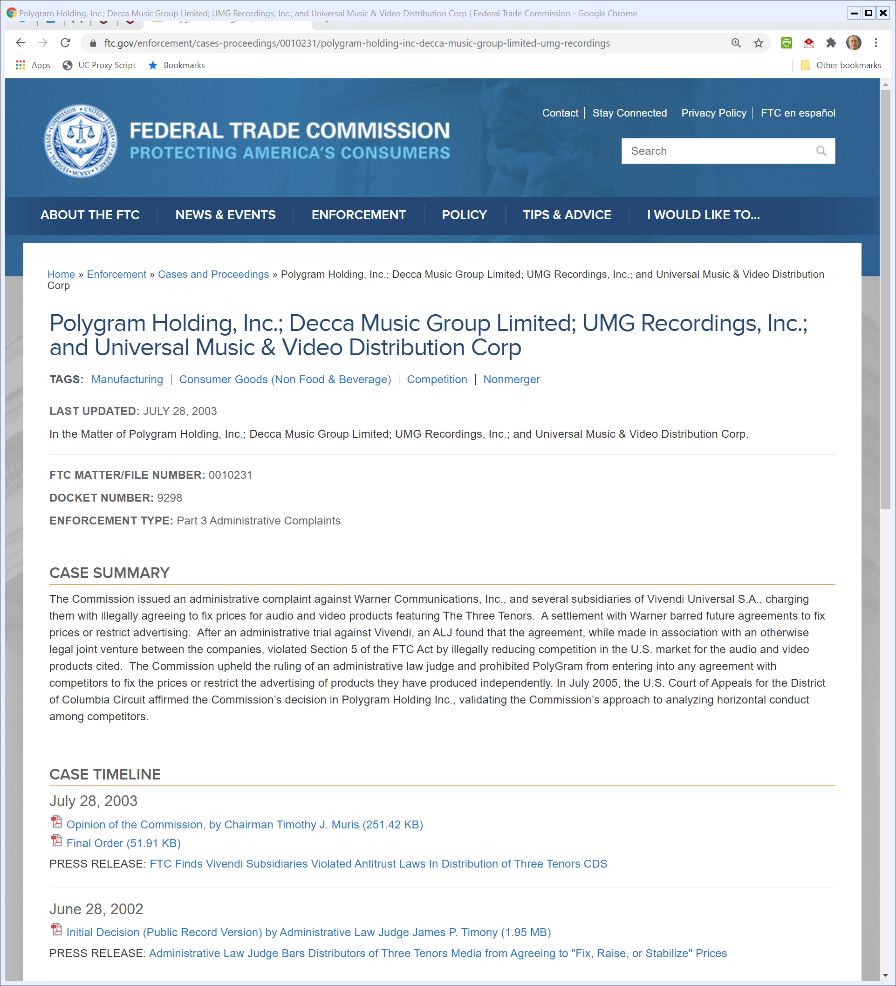 Polygram Holding, Inc.; Decca Music Group Limited; UMG Recordings, Inc.; and Universal Music & Video Distribution Corp | Federal Trade Commission - Google Chrome
ftc.gov/enforcement/cases-proceedings/0010231/polygram-holding-inc-decca-music-group-limited-umg-recordings
Apps UC Proxy Script Bookmarks Other bookmarks
Contact | Stay Connected Privacy Policy | FTC en español
FEDERAL TRADE COMMISSION
PROTECTING AMERICA'S CONSUMERS
Search
ABOUT THE FTC NEWS & EVENTS ENFORCEMENT POLICY TIPS & ADVICE I WOULD LIKE TO...
Home » Enforcement » Cases and Proceedings » Polygram Holding, Inc.; Decca Music Group Limited; UMG Recordings, Inc.; and Universal Music & Video Distribution
Corp
Polygram Holding, Inc.; Decca Music Group Limited; UMG Recordings, Inc.;
and Universal Music & Video Distribution Corp
TAGS: Manufacturing | Consumer Goods (Non Food & Beverage) | Competition | Nonmerger
LAST UPDATED: JULY 28, 2003
In the Matter of Polygram Holding, Inc.; Decca Music Group Limited; UMG Recordings, Inc.; and Universal Music & Video Distribution Corp.
FTC MATTER/FILE NUMBER: 0010231
DOCKET NUMBER: 9298
ENFORCEMENT TYPE: Part 3 Administrative Complaints
CASE SUMMARY
The Commission issued an administrative complaint against Warner Communications, Inc., and several subsidiaries of Vivendi Universal S.A., charging
them with illegally agreeing to fix prices for audio and video products featuring The Three Tenors. A settlement with Warner barred future agreements to fix
prices or restrict advertising. After an administrative trial against Vivendi, an ALJ found that the agreement, while made in association with an otherwise
legal joint venture between the companies, violated Section 5 of the FTC Act by illegally reducing competition in the U.S. market for the audio and video
products cited. The Commission upheld the ruling of an administrative law judge and prohibited PolyGram from entering into any agreement with
competitors to fix the prices or restrict the advertising of products they have produced independently. In July 2005, the U.S. Court of Appeals for the District
of Columbia Circuit affirmed the Commission's decision in Polygram Holding Inc., validating the Commission's approach to analyzing horizontal conduct
among competitors.
CASE TIMELINE
July 28, 2003
Opinion of the Commission, by Chairman Timothy J. Muris (251.42 KB)
Final Order (51.91 KB)
PRESS RELEASE: FTC Finds Vivendi Subsidiaries Violated Antitrust Laws In Distribution of Three Tenors CDS
June 28, 2002
Initial Decision (Public Record Version) by Administrative Law Judge James P. Timony (1.95 MB)
PRESS RELEASE: Administrative Law Judge Bars Distributors of Three Tenors Media from Agreeing to "Fix, Raise, or Stabilize" Prices